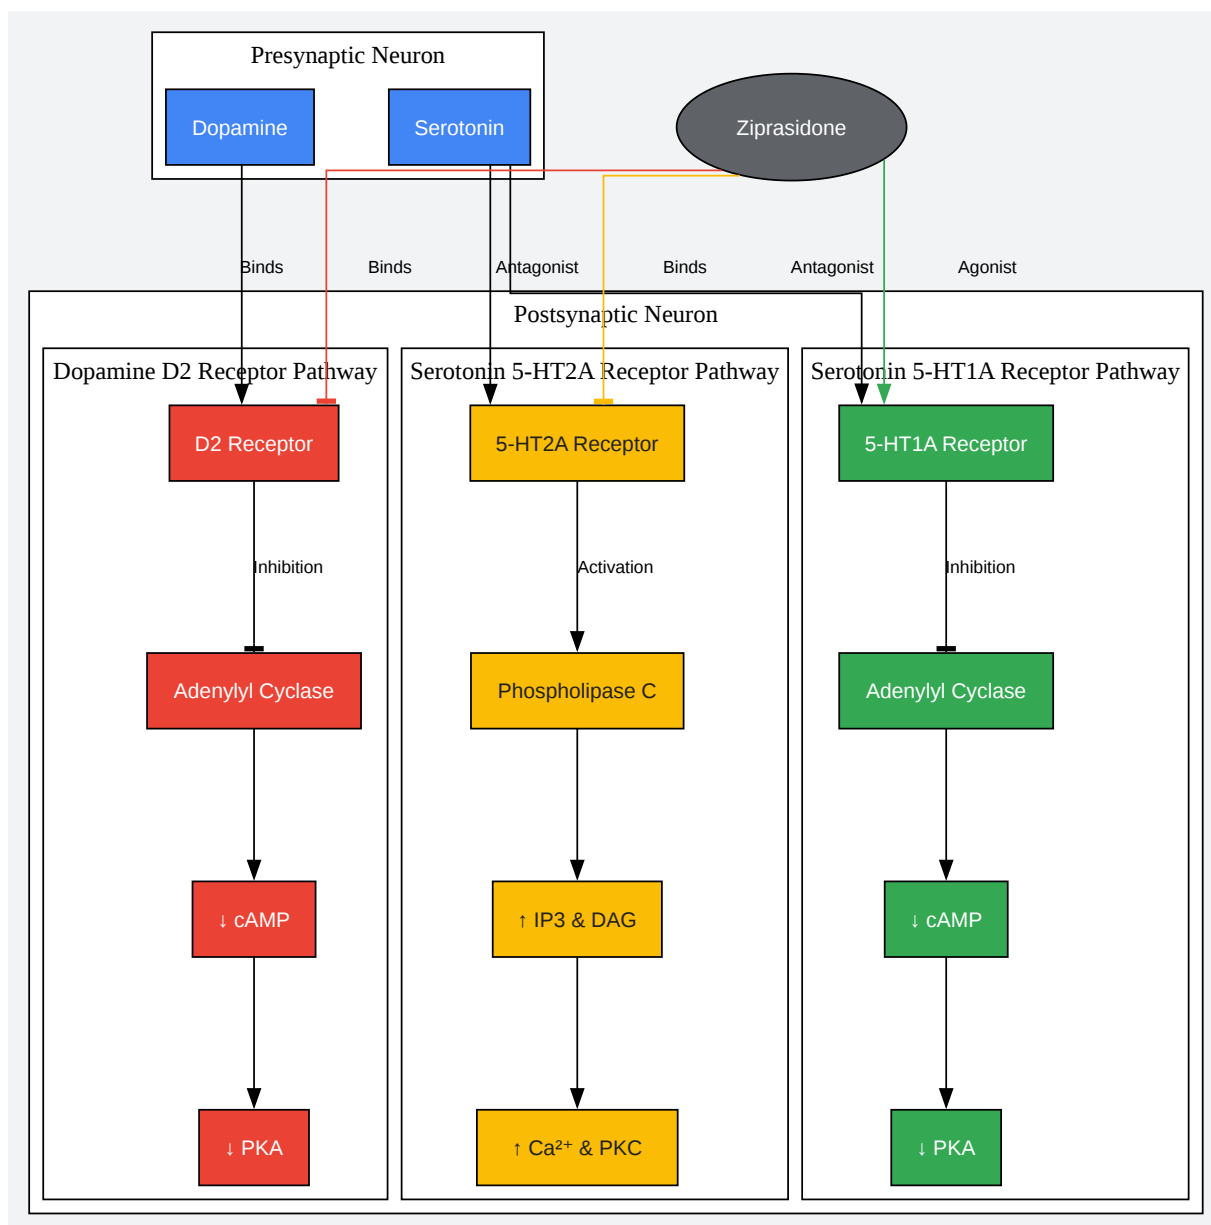 Presynaptic Neuron
Dopamine
Serotonin
Ziprasidone
Binds
Binds
Antagonist
Binds
Antagonist
Agonist
Postsynaptic Neuron
Dopamine D2 Receptor Pathway
Serotonin 5-HT2A Receptor Pathway
Serotonin 5-HT1A Receptor Pathway
D2 Receptor
5-HT2A Receptor
5-HT1A Receptor
Inhibition
Activation
Inhibition
Adenylyl Cyclase
Phospholipase C
Adenylyl Cyclase
↓ cAMP
↑ IP3 & DAG
↓ cAMP
↓ PKA
↑ Ca²⁺ & PKC
↓ PKA